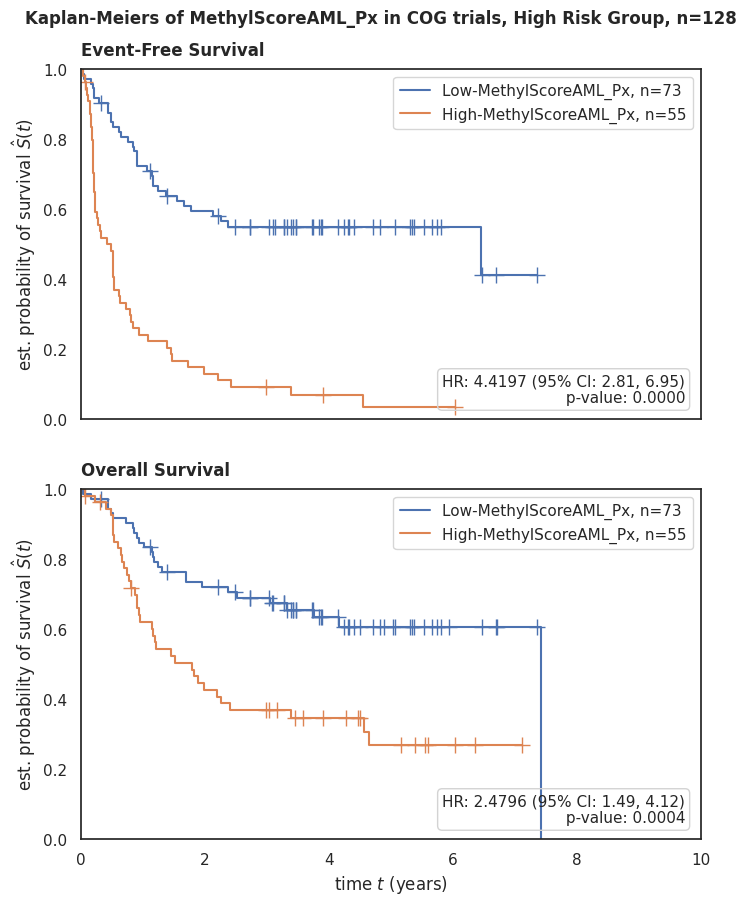 Kaplan-Meiers of MethylScoreAML_Px in COG trials, High Risk Group, n=128
Event-Free Survival
1.0
0.8
0.6
0.4
0.2
0.0
est. probability of survival Ŝ(t)
Low-MethylScoreAML_Px, n=73
High-MethylScoreAML_Px, n=55
HR: 4.4197 (95% CI: 2.81, 6.95)
p-value: 0.0000
Overall Survival
1.0
0.8
0.6
0.4
0.2
0.0
est. probability of survival Ŝ(t)
Low-MethylScoreAML_Px, n=73
High-MethylScoreAML_Px, n=55
HR: 2.4796 (95% CI: 1.49, 4.12)
p-value: 0.0004
0 2 4 6 8 10
time t (years)